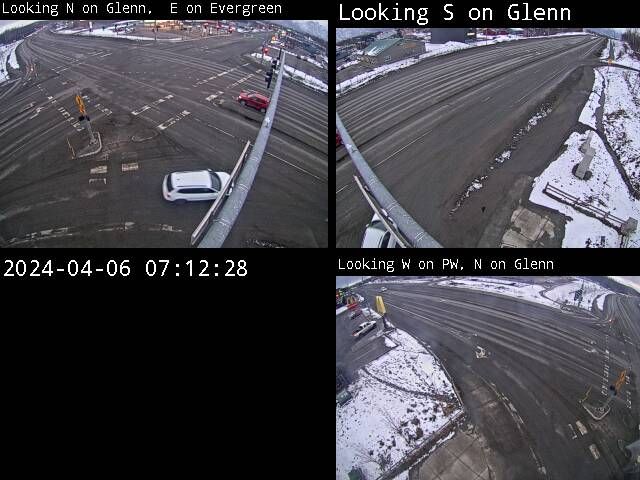 Looking N on Glenn, E on Evergreen
Looking S on Glenn
2024-04-06 07:12:28
Looking W on PW, N on Glenn